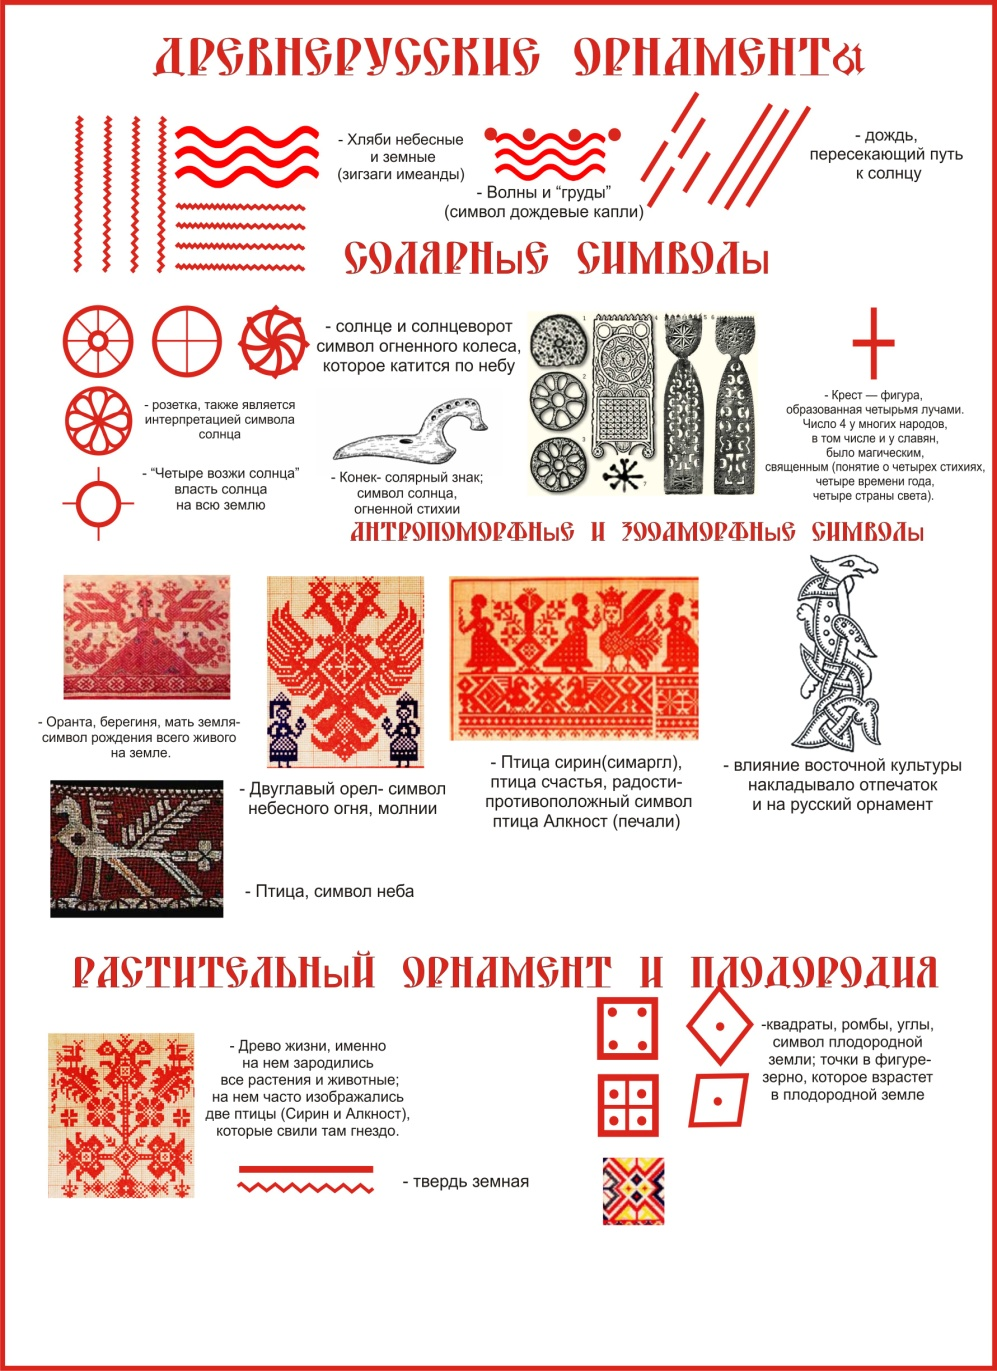 ДРЕВНЕРУССКИЕ ОРНАМЕНТЫ
- Хляби небесные
и земные
(зигзаги имеанды)
- Волны и “груды”
(символ дождевые капли)
- дождь,
пересекающий путь
к солнцу
СОЛЯРНЫЕ СИМВОЛЫ
- солнце и солнцеворот
символ огненного колеса,
которое катится по небу
- розетка, также является
интерпретацией символа
солнца
- “Четыре возжи солнца”
власть солнца
на всю землю
- Конек- солярный знак;
символ солнца,
огненной стихии
1
2
3
4
5
6
7
- Крест — фигура,
образованная четырьмя лучами.
Число 4 у многих народов,
в том числе и у славян,
было магическим,
священным (понятие о четырех стихиях,
четыре времени года,
четыре страны света).
АНТРОПОМОРФНЫЕ И ЗООАМОРФНЫЕ СИМВОЛЫ
- Оранта, берегиня, мать земля-
символ рождения всего живого
на земле.
- Двуглавый орел- символ
небесного огня, молнии
- Птица сирин(симаргл),
птица счастья, радости-
противоположный символ
птица Алкност (печали)
- влияние восточной культуры
накладывало отпечаток
и на русский орнамент
- Птица, символ неба
РАСТИТЕЛЬНЫЙ ОРНАМЕНТ И ПЛОДОРОДИЯ
- Древо жизни, именно
на нем зародились
все растения и животные;
на нем часто изображались
две птицы (Сирин и Алкност),
которые свили там гнездо.
- твердь земная
-квадраты, ромбы, углы,
символ плодородной
земли; точки в фигуре-
зерно, которое взрастет
в плодородной земле